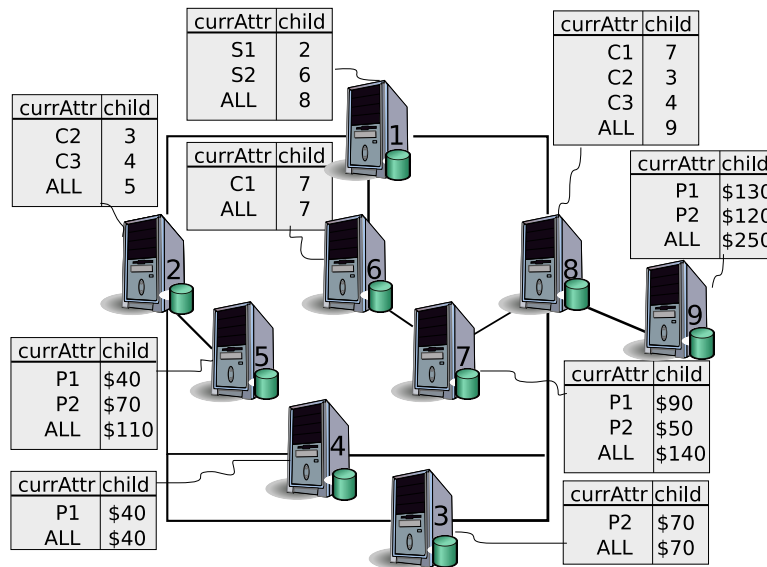 currAttr child
S1 2
S2 6
ALL 8
currAttr child
C1 7
C2 3
C3 4
ALL 9
currAttr child
C2 3
C3 4
ALL 5
currAttr child
C1 7
ALL 7
currAttr child
P1 $130
P2 $120
ALL $250
1
2
6
8
9
5
7
currAttr child
P1 $40
P2 $70
ALL $110
currAttr child
P1 $90
P2 $50
ALL $140
4
currAttr child
P1 $40
ALL $40
3
currAttr child
P2 $70
ALL $70